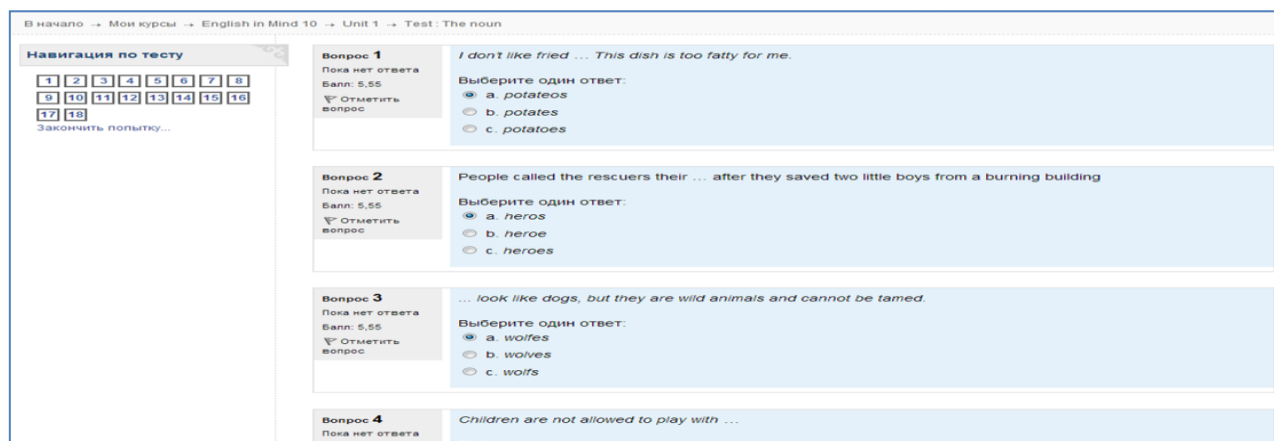 В начало → Мои курсы → English in Mind 10 → Unit 1 → Test : The noun
Навигация по тесту
1 2 3 4 5 6 7 8
9 10 11 12 13 14 15 16
17 18
Закончить попытку...
Вопрос 1
Пока нет ответа
Балл: 5,55
Отметить
вопрос
I don't like fried … This dish is too fatty for me.
Выберите один ответ:
a. potateos
b. potates
c. potatoes
Вопрос 2
Пока нет ответа
Балл: 5,55
Отметить
вопрос
People called the rescuers their … after they saved two little boys from a burning building
Выберите один ответ:
a. heros
b. heroe
c. heroes
Вопрос 3
Пока нет ответа
Балл: 5,55
Отметить
вопрос
… look like dogs, but they are wild animals and cannot be tamed.
Выберите один ответ:
a. wolfes
b. wolves
c. wolfs
Вопрос 4
Пока нет ответа
Children are not allowed to play with …